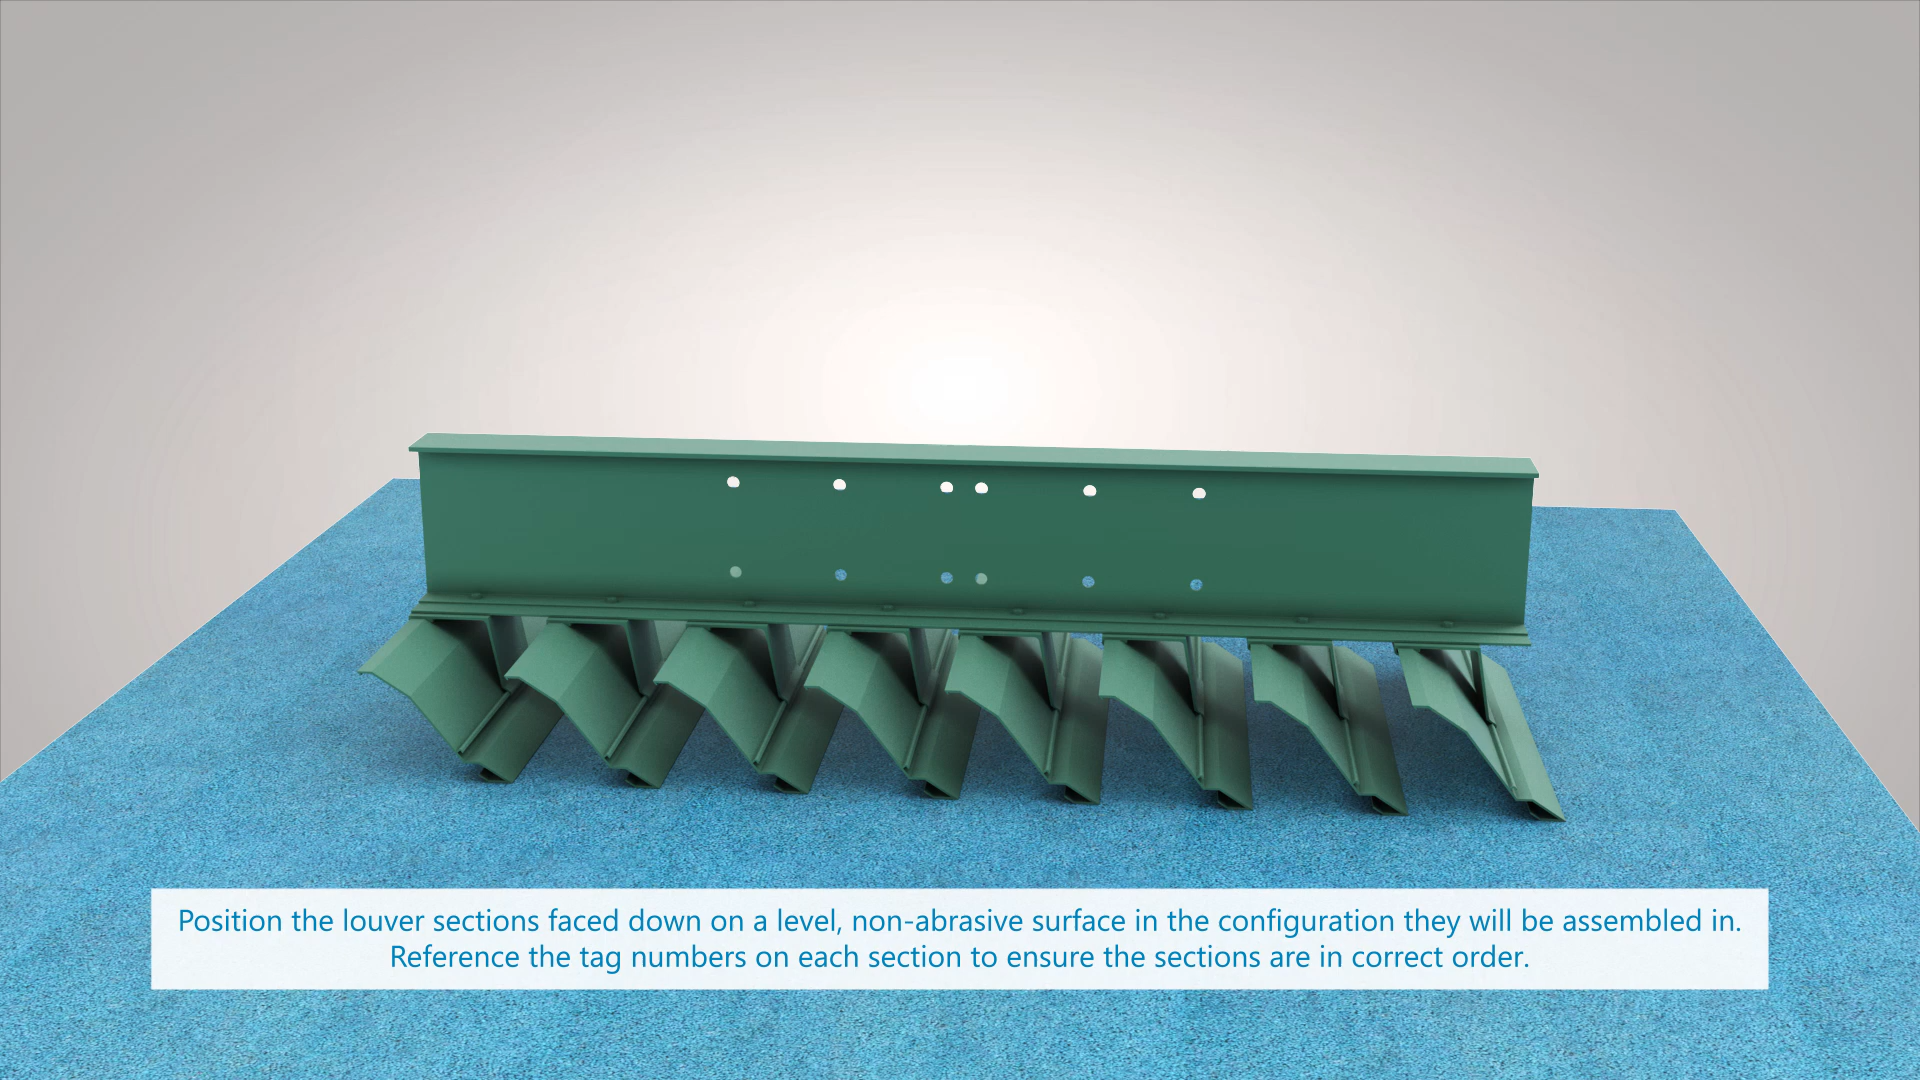 Position the louver sections faced down on a level, non-abrasive surface in the configuration they will be assembled in.
Reference the tag numbers on each section to ensure the sections are in correct order.